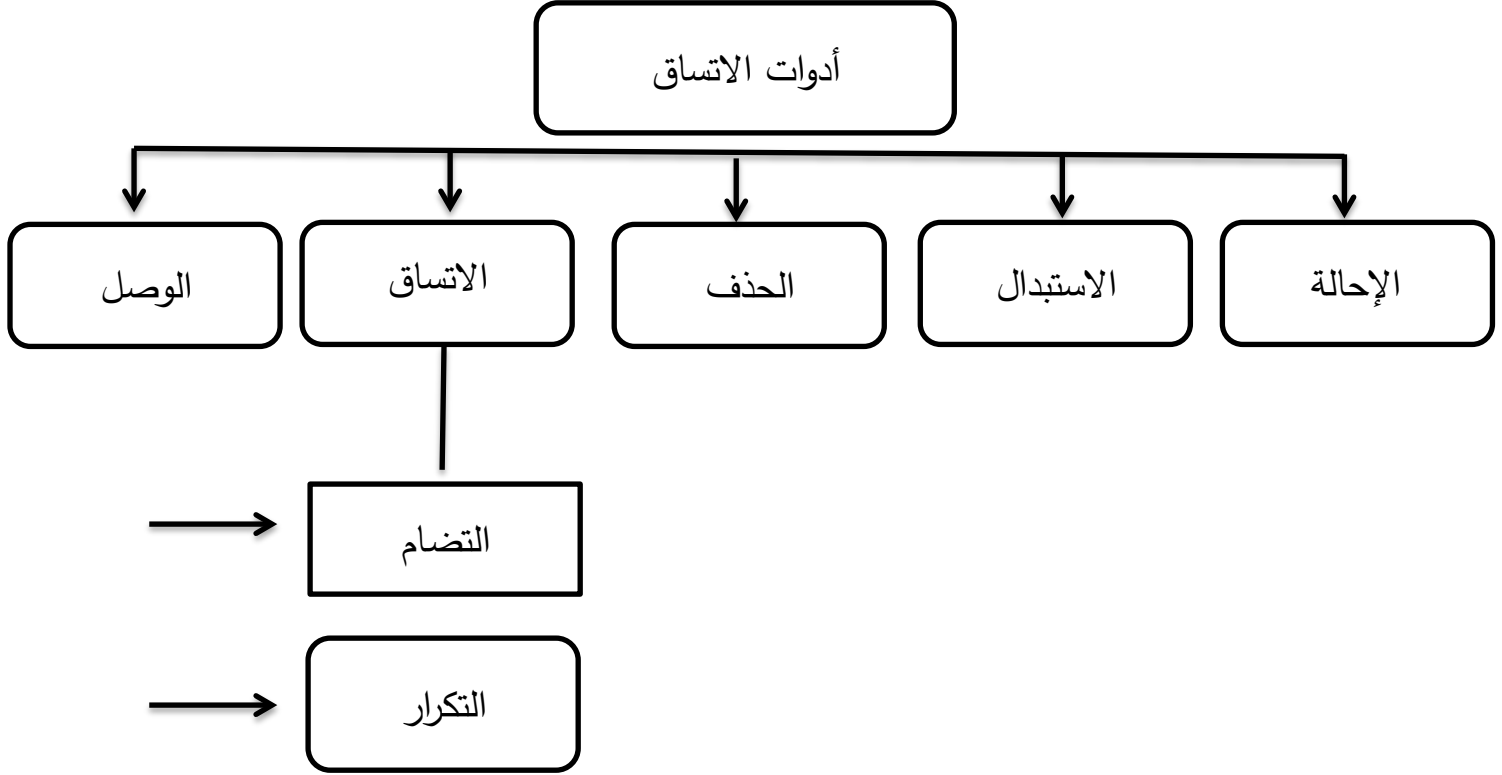 أدوات الاتساق
الإحالة
الاستبدال
الحذف
الاتساق
الوصل
التضام
التكرار